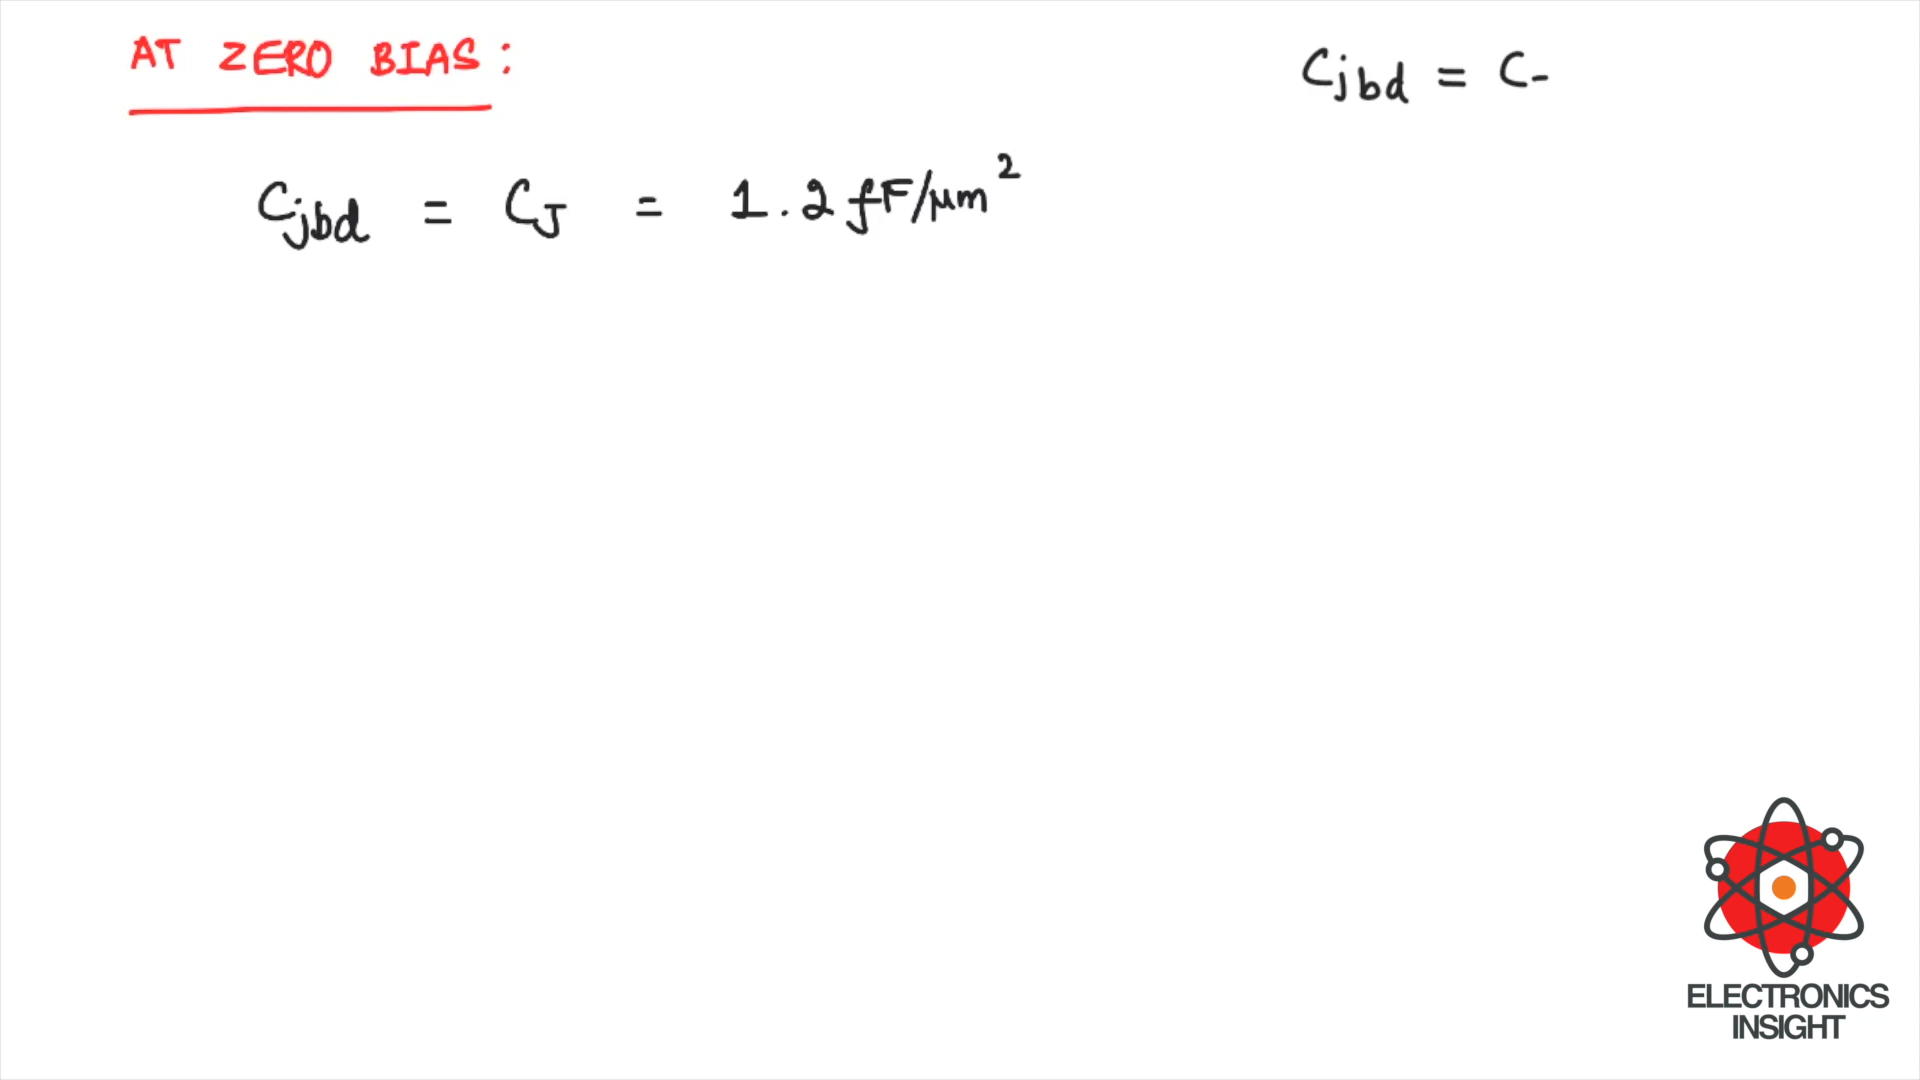 AT ZERO BIAS :
Cjbd = C-
Cjbd = CJ = 1.2 fF/μm²
ELECTRONICS
INSIGHT